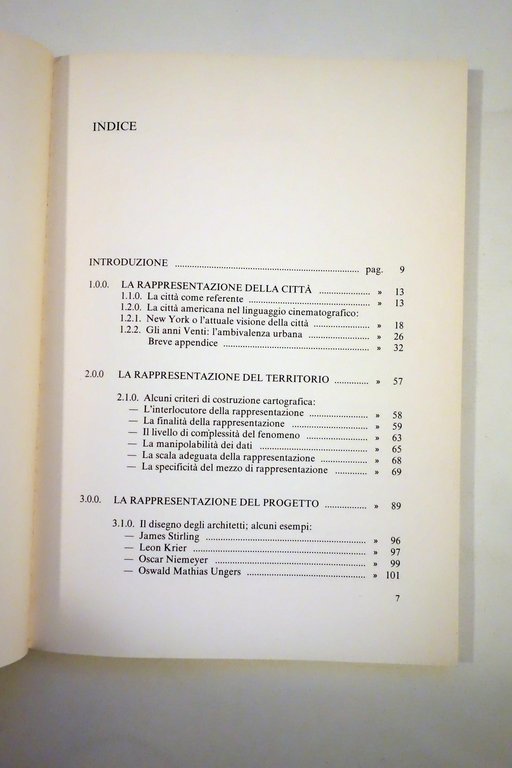 INDICE
INTRODUZIONE ........ pag. 9
1.0.0. LA RAPPRESENTAZIONE DELLA CITTÀ ........ » 13
1.1.0. La città come referente ........ » 13
1.2.0. La città americana nel linguaggio cinematografico:
1.2.1. New York o l'attuale visione della città ........ » 18
1.2.2. Gli anni Venti: l'ambivalenza urbana ........ » 26
Breve appendice ........ » 32
2.0.0 LA RAPPRESENTAZIONE DEL TERRITORIO ........ » 57
2.1.0. Alcuni criteri di costruzione cartografica:
— L'interlocutore della rappresentazione ........ » 58
— La finalità della rappresentazione ........ » 59
— Il livello di complessità del fenomeno ........ » 63
— La manipolabilità dei dati ........ » 65
— La scala adeguata della rappresentazione ........ » 68
— La specificità del mezzo di rappresentazione ........ » 69
3.0.0. LA RAPPRESENTAZIONE DEL PROGETTO ........ » 89
3.1.0. Il disegno degli architetti; alcuni esempi:
— James Stirling ........ » 96
— Leon Krier ........ » 97
— Oscar Niemeyer ........ » 99
— Oswald Mathias Ungers ........ » 101
7